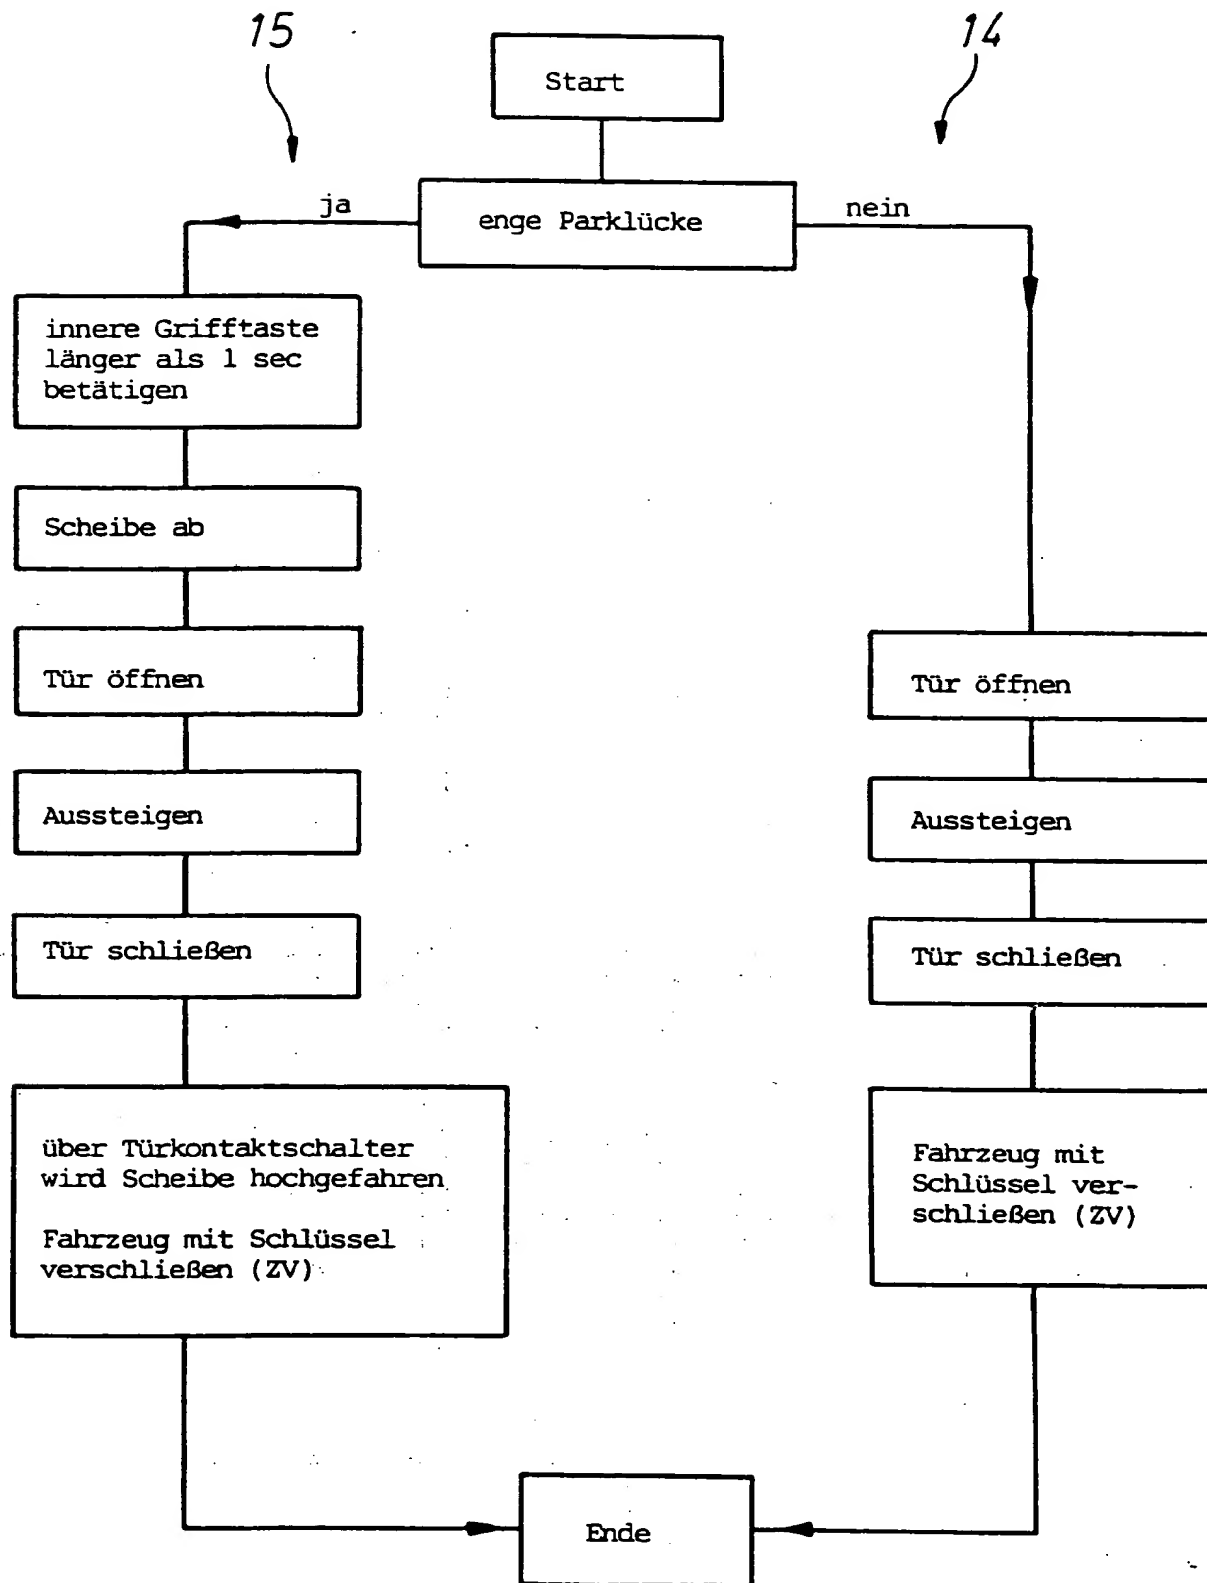 15
14
Start
ja
enge Parklücke
nein
innere Grifftaste
länger als 1 sec
betätigen
Scheibe ab
Tür öffnen
Aussteigen
Tür schließen
über Türkontaktschalter
wird Scheibe hochgefahren
Fahrzeug mit Schlüssel
verschließen (ZV)
Tür öffnen
Aussteigen
Tür schließen
Fahrzeug mit
Schlüssel ver-
schließen (ZV)
Ende